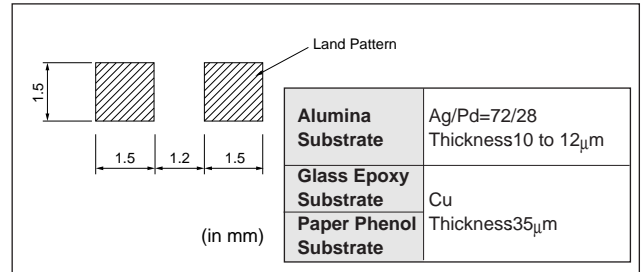 Land Pattern
1.5
1.5
1.2
1.5
(in mm)
Alumina
Substrate
Ag/Pd=72/28
Thickness10 to 12μm
Glass Epoxy
Substrate
Paper Phenol
Substrate
Cu
Thickness35μm